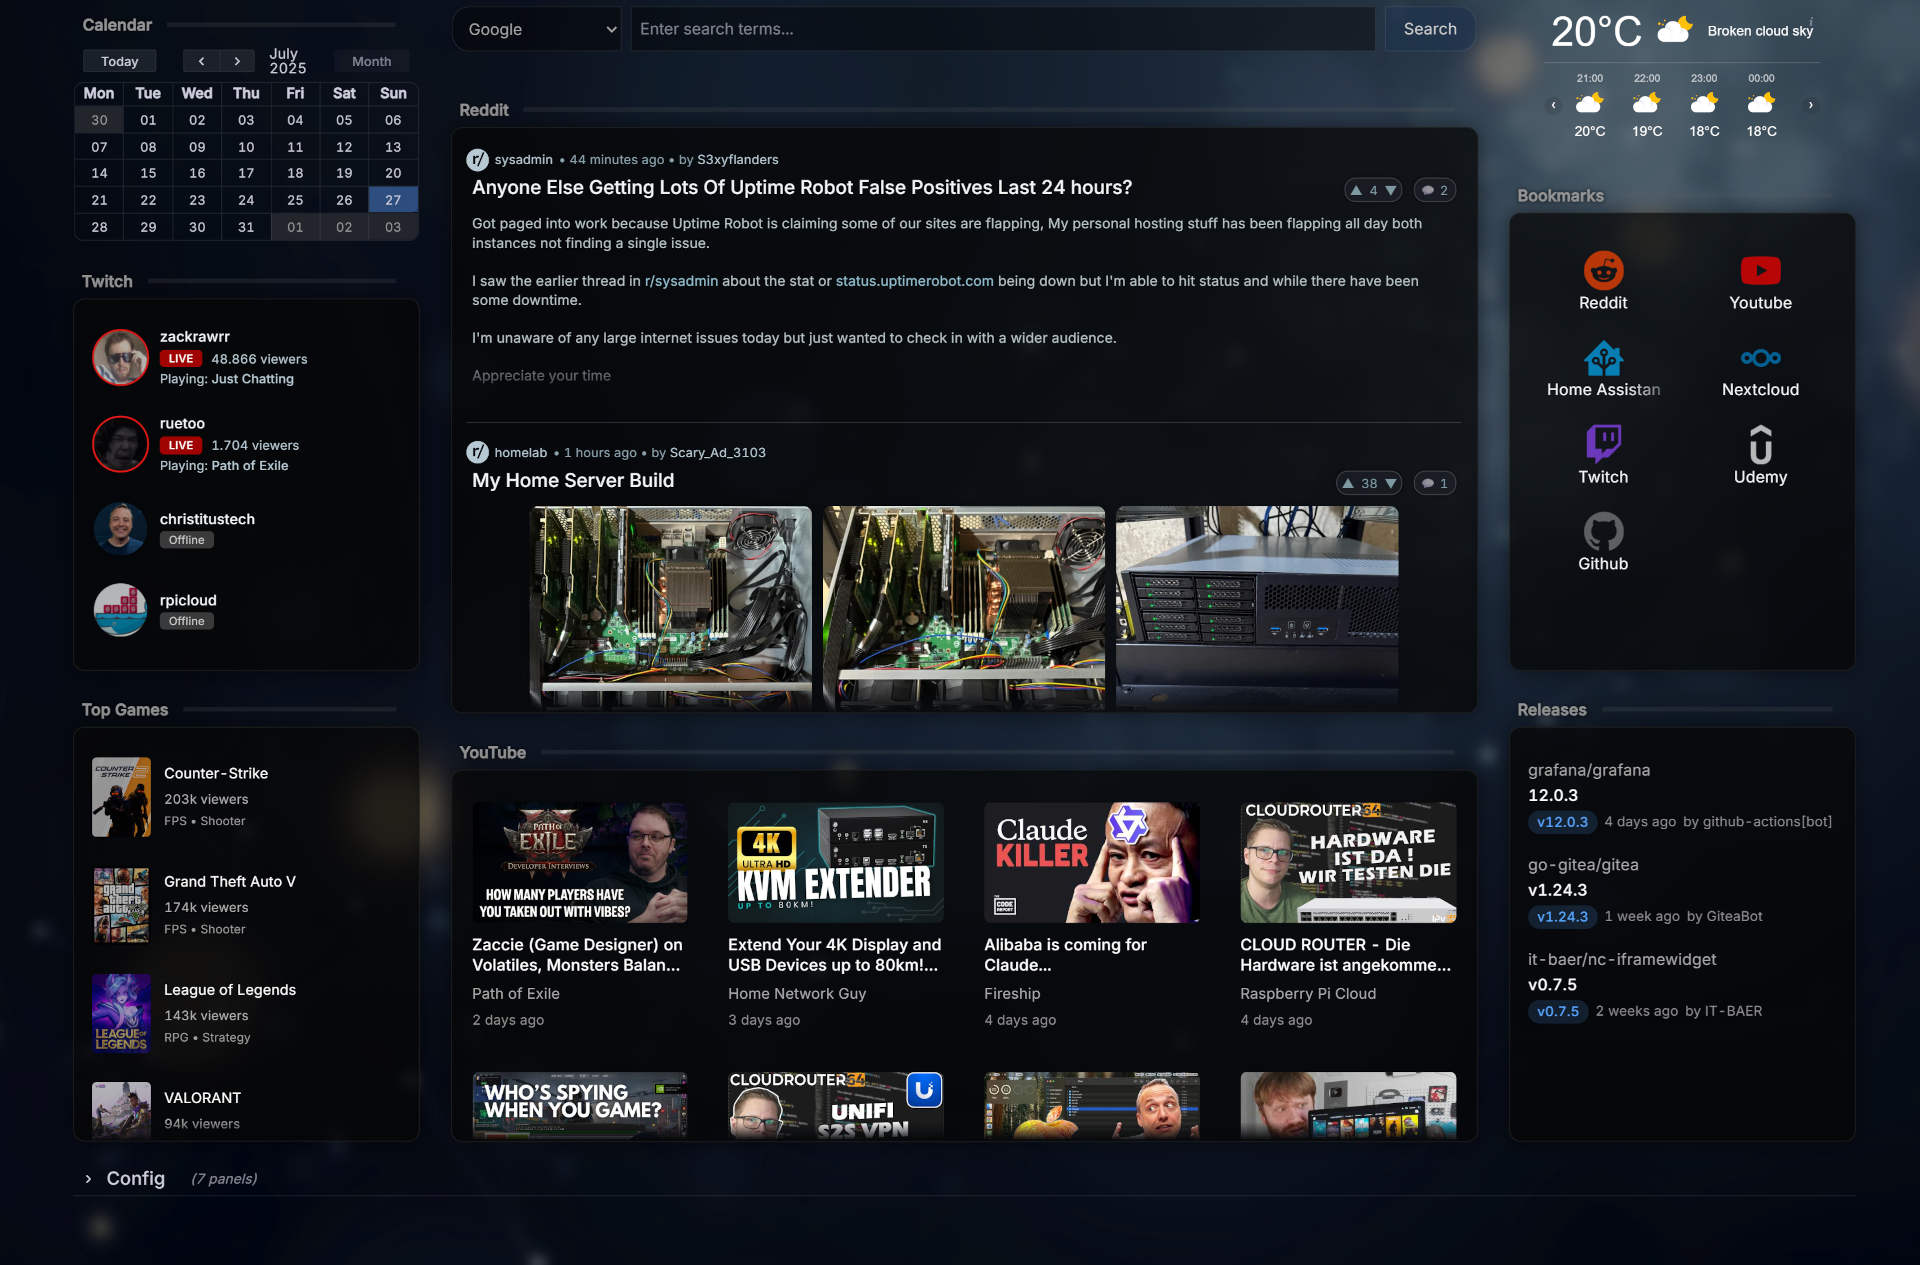 Calendar
Today
‹ ›
July
2025
Month
Mon Tue Wed Thu Fri Sat Sun
30 01 02 03 04 05 06
07 08 09 10 11 12 13
14 15 16 17 18 19 20
21 22 23 24 25 26 27
28 29 30 31 01 02 03
Twitch
zackrawrr
LIVE 48.866 viewers
Playing: Just Chatting
ruetoo
LIVE 1.704 viewers
Playing: Path of Exile
christitustech
Offline
rpicloud
Offline
Top Games
COUNTER
STRIKE 2
Counter-Strike
203k viewers
FPS • Shooter
grand
theft
auto
V
Grand Theft Auto V
174k viewers
FPS • Shooter
LEAGUE OF
LEGENDS
League of Legends
143k viewers
RPG • Strategy
VALORANT
94k viewers
Google
Enter search terms...
Search
Reddit
r/ sysadmin • 44 minutes ago • by S3xyflanders
Anyone Else Getting Lots Of Uptime Robot False Positives Last 24 hours?
4
2
Got paged into work because Uptime Robot is claiming some of our sites are flapping, My personal hosting stuff has been flapping all day both
instances not finding a single issue.
I saw the earlier thread in r/sysadmin about the stat or status.uptimerobot.com being down but I'm able to hit status and while there have been
some downtime.
I'm unaware of any large internet issues today but just wanted to check in with a wider audience.
Appreciate your time
r/ homelab • 1 hours ago • by Scary_Ad_3103
My Home Server Build
38
1
YouTube
PATH OF
EXILE
DEVELOPER INTERVIEWS
HOW MANY PLAYERS HAVE
YOU TAKEN OUT WITH VIBES?
Zaccie (Game Designer) on
Volatiles, Monsters Balan...
Path of Exile
2 days ago
4K
ULTRA HD
KVM EXTENDER
UP TO 80KM!
Extend Your 4K Display and
USB Devices up to 80km!...
Home Network Guy
3 days ago
Claude
KILLER
THE
CODE
REPORT
Alibaba is coming for
Claude...
Fireship
4 days ago
CLOUDROUTER64
HARDWARE
IST DA !
WIR TESTEN DIE
CLOUD ROUTER - Die
Hardware ist angekomme...
Raspberry Pi Cloud
4 days ago
WHO'S SPYING
WHEN YOU GAME?
CLOUDROUTER64
U
UNIFI
S2S VPN
20°C
Broken cloud sky
i
21:00 22:00 23:00 00:00
‹ ›
20°C 19°C 18°C 18°C
Bookmarks
Reddit
Youtube
Home Assistan
Nextcloud
Twitch
Udemy
Github
Releases
grafana/grafana
12.0.3
v12.0.3 4 days ago by github-actions[bot]
go-gitea/gitea
v1.24.3
v1.24.3 1 week ago by GiteaBot
it-baer/nc-iframewidget
v0.7.5
v0.7.5 2 weeks ago by IT-BAER
› Config (7 panels)